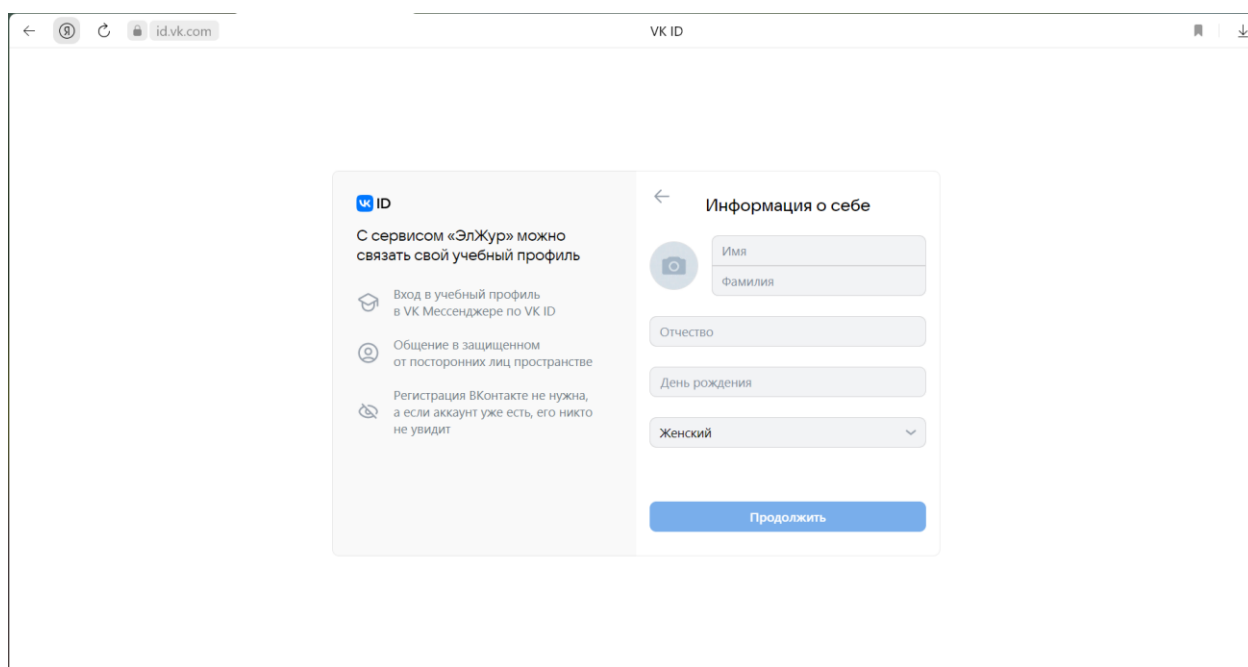 id.vk.com
VK ID
VK ID
С сервисом «ЭлЖур» можно
связать свой учебный профиль
Вход в учебный профиль
в VK Мессенджере по VK ID
Общение в защищенном
от посторонних лиц пространстве
Регистрация ВКонтакте не нужна,
а если аккаунт уже есть, его никто
не увидит
Информация о себе
Имя
Фамилия
Отчество
День рождения
Женский
Продолжить